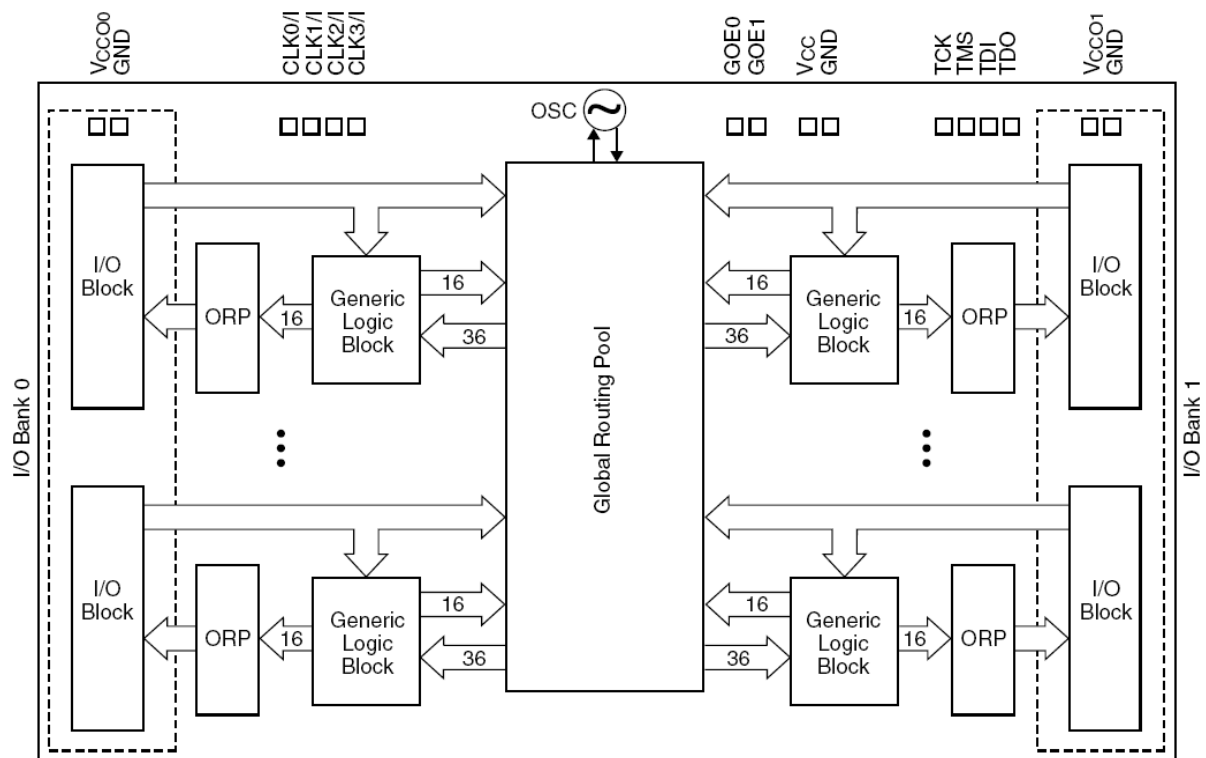 VCCO0
GND
CLK0/I
CLK1/I
CLK2/I
CLK3/I
GOE0
GOE1
VCC
GND
TCK
TMS
TDI
TDO
VCCO1
GND
OSC
I/O Bank 0
I/O
Block
ORP
16
Generic
Logic
Block
16
36
Global Routing Pool
16
36
Generic
Logic
Block
16
ORP
I/O
Block
I/O Bank 1
I/O
Block
ORP
16
Generic
Logic
Block
16
36
16
36
Generic
Logic
Block
16
ORP
I/O
Block